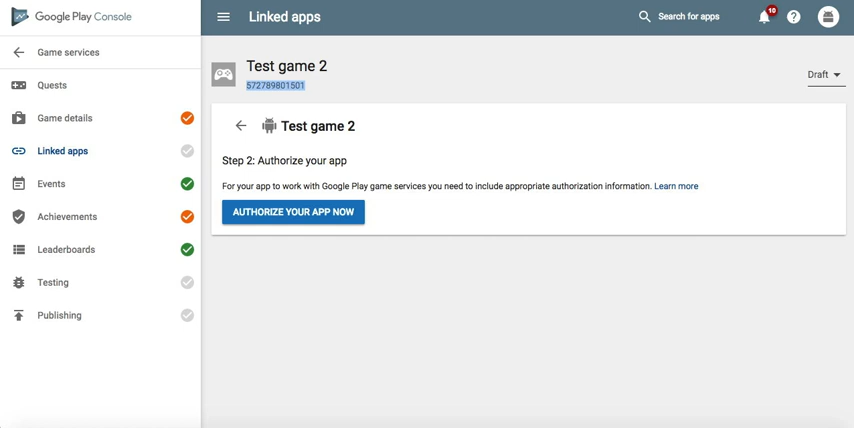 Google Play Console
Linked apps
Search for apps
10
Game services
Quests
Game details
Linked apps
Events
Achievements
Leaderboards
Testing
Publishing
Test game 2
572789801501
Draft
Test game 2
Step 2: Authorize your app
For your app to work with Google Play game services you need to include appropriate authorization information. Learn more
AUTHORIZE YOUR APP NOW